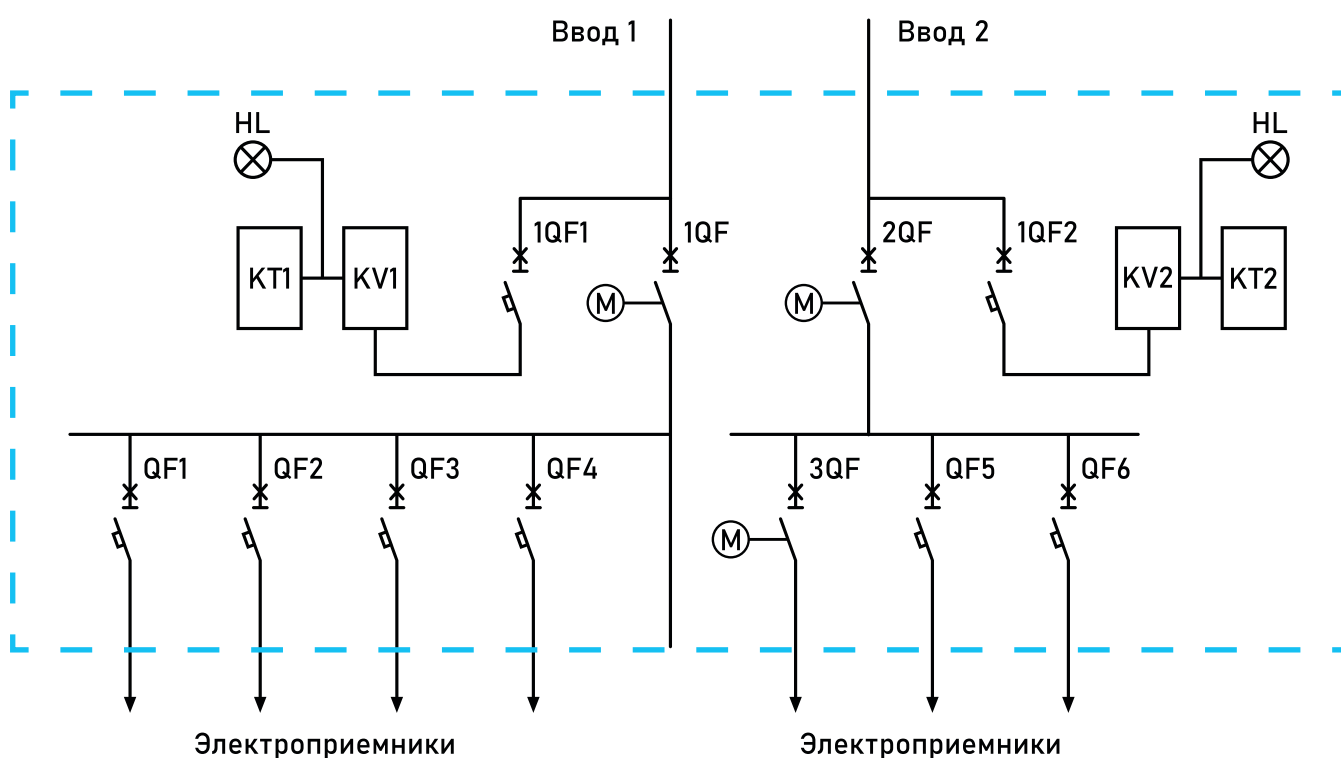 Ввод 1
Ввод 2
HL
HL
1QF1
1QF
2QF
1QF2
KT1
KV1
M
M
KV2
KT2
QF1
QF2
QF3
QF4
3QF
QF5
QF6
M
Электроприемники
Электроприемники